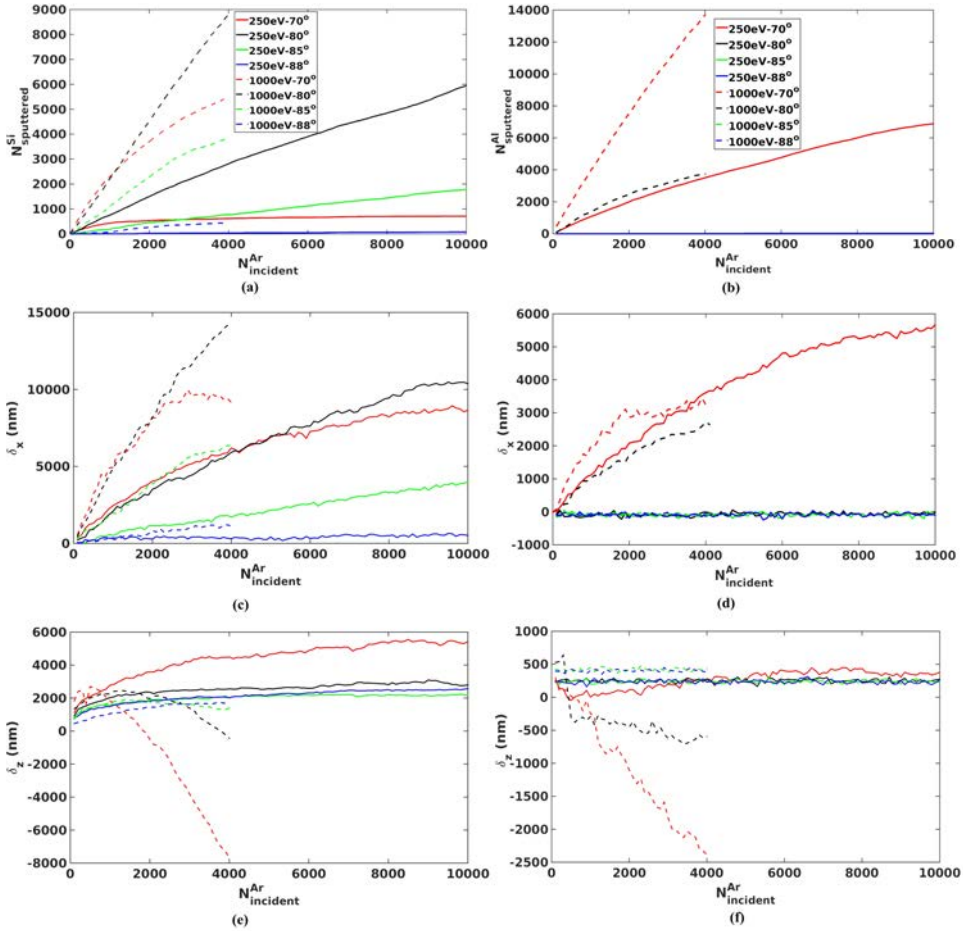 9000
8000
7000
6000
5000
4000
3000
2000
1000
0
N^Si_sputtered
250eV-70°
250eV-80°
250eV-85°
250eV-88°
1000eV-70°
1000eV-80°
1000eV-85°
1000eV-88°
0 2000 4000 6000 8000 10000
N^Ar_incident
(a)
14000
12000
10000
8000
6000
4000
2000
0
N^Al_sputtered
250eV-70°
250eV-80°
250eV-85°
250eV-88°
1000eV-70°
1000eV-80°
1000eV-85°
1000eV-88°
0 2000 4000 6000 8000 10000
N^Ar_incident
(b)
15000
10000
5000
0
δ_x (nm)
0 2000 4000 6000 8000 10000
N^Ar_incident
(c)
6000
5000
4000
3000
2000
1000
0
-1000
δ_x (nm)
0 2000 4000 6000 8000 10000
N^Ar_incident
(d)
6000
4000
2000
0
-2000
-4000
-6000
-8000
δ_z (nm)
0 2000 4000 6000 8000 10000
N^Ar_incident
(e)
1000
500
0
-500
-1000
-1500
-2000
-2500
δ_z (nm)
0 2000 4000 6000 8000 10000
N^Ar_incident
(f)